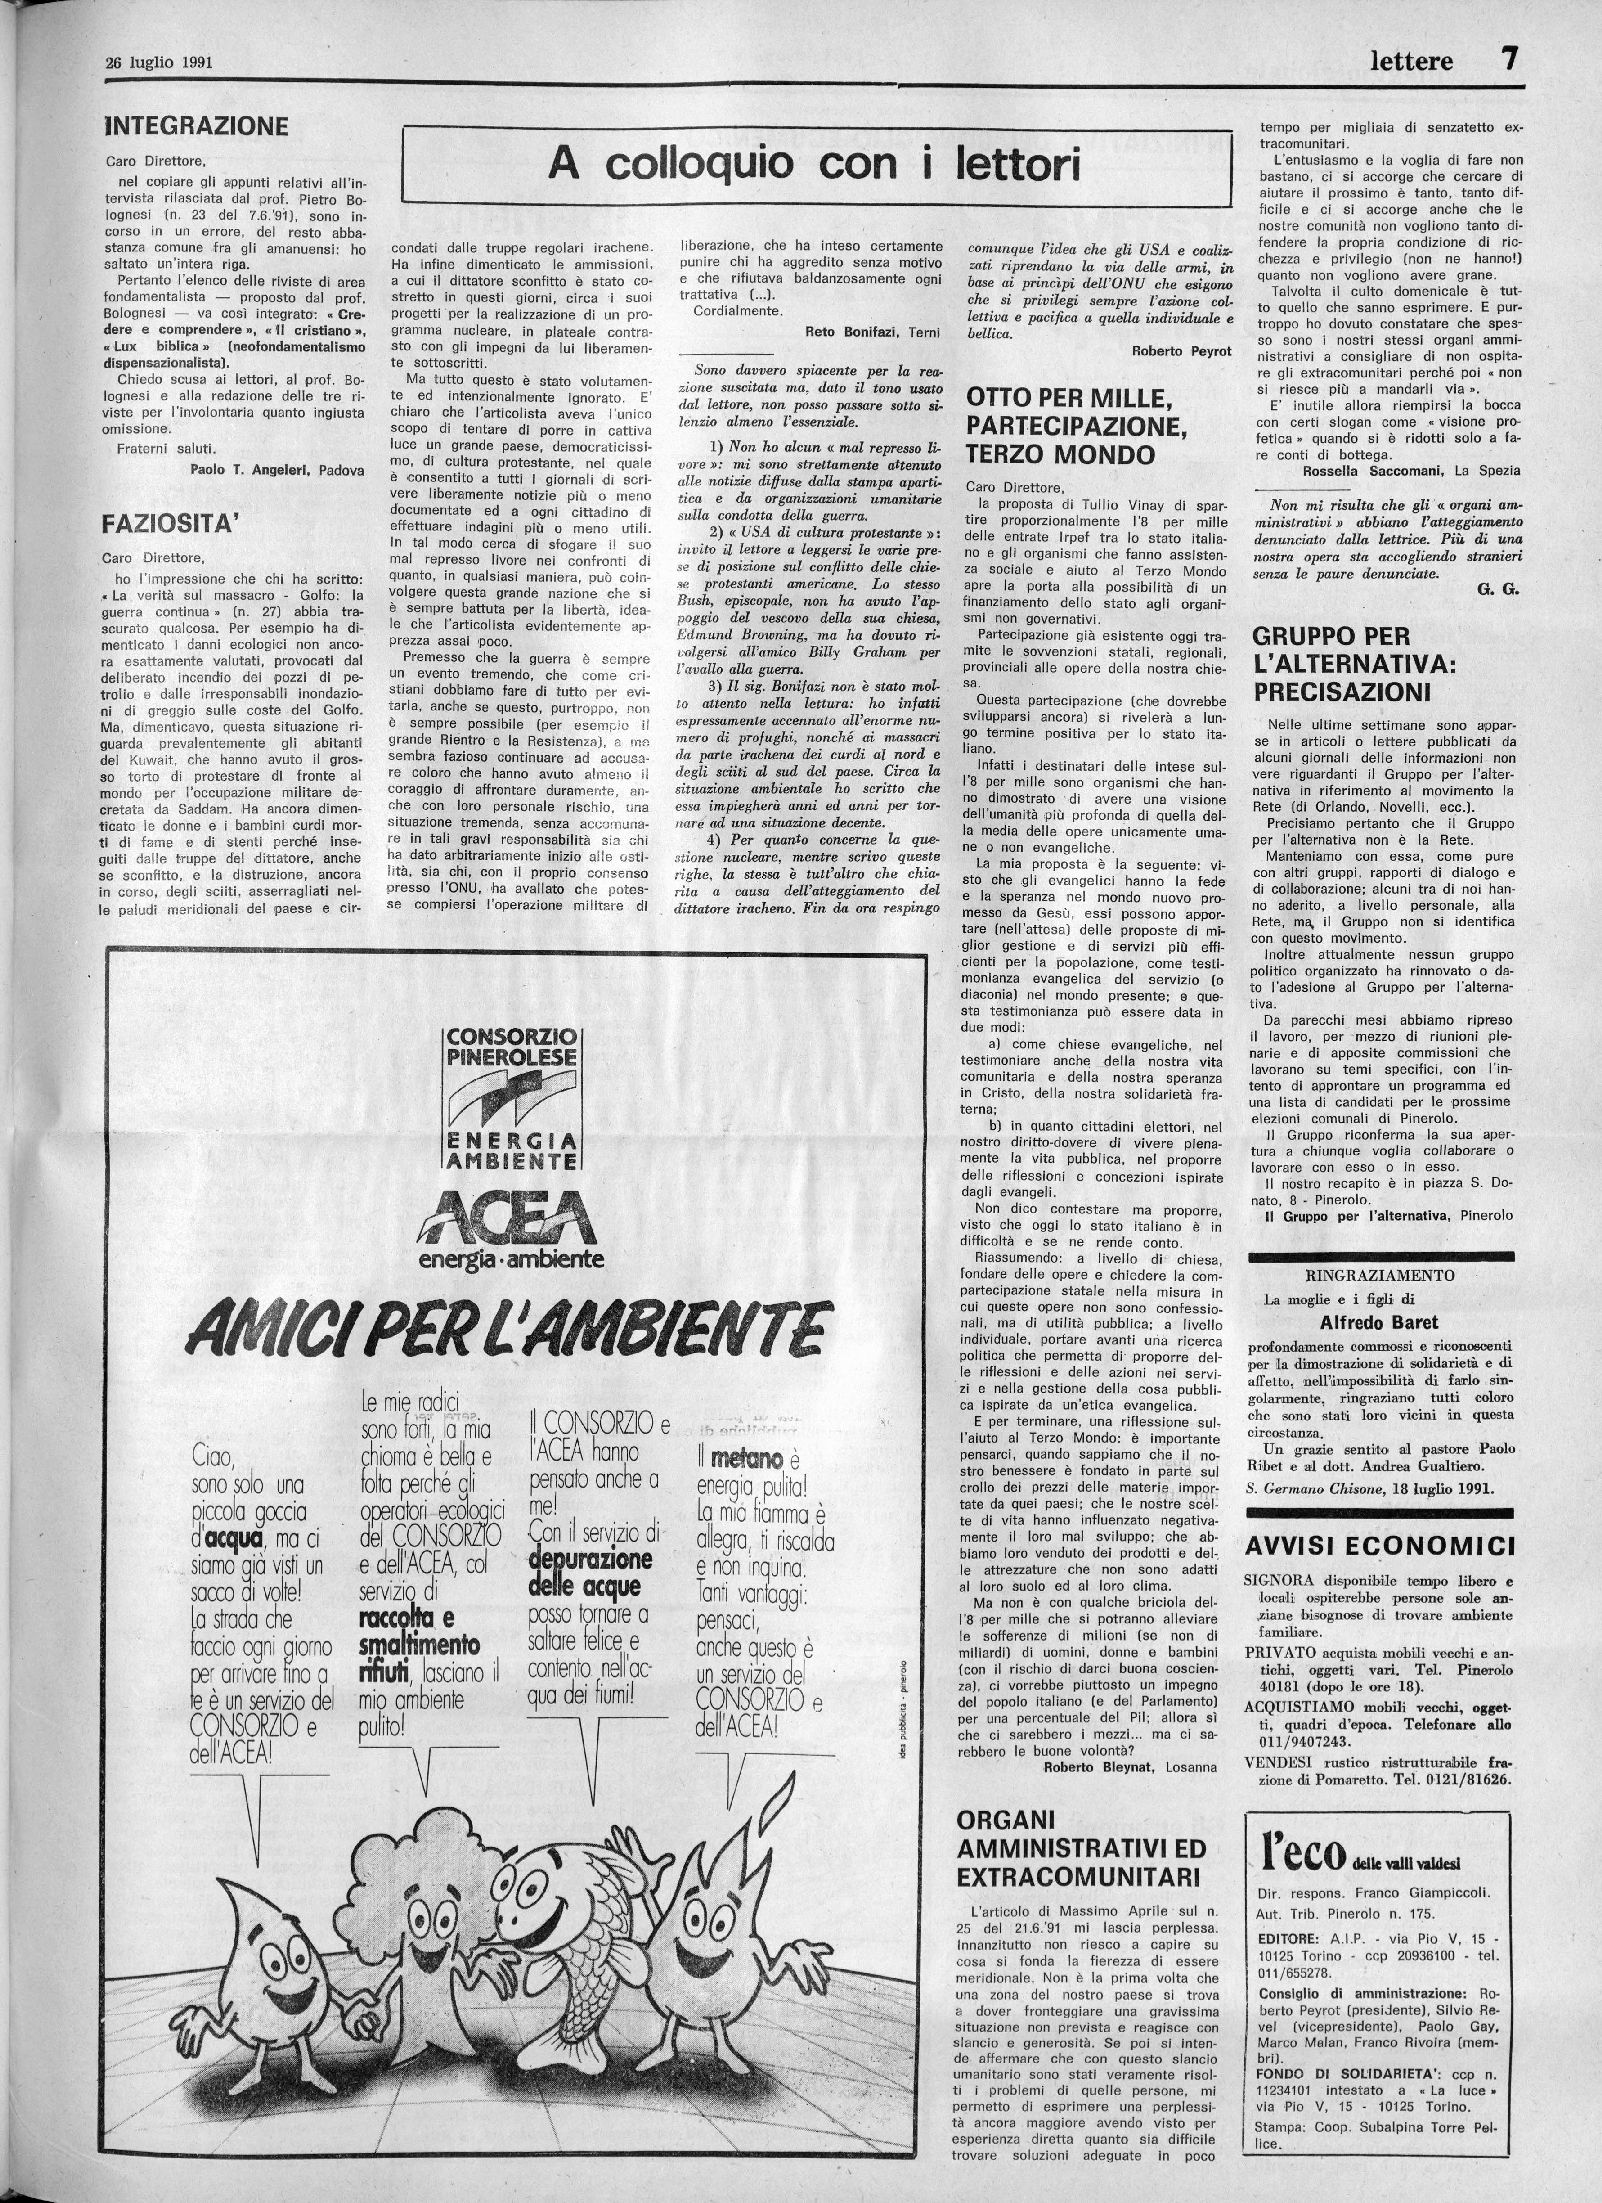 26 luglio 1991
lettere 7
A colloquio con i lettori
INTEGRAZIONE
Caro Direttore,
nel copiare gli appunti relativi all'in-
tervista rilasciata dal prof. Pietro Bo-
lognesi (n. 23 del 7.6.'91), sono in-
corso in un errore, del resto abba-
stanza comune fra gli amanuensi: ho
saltato un'intera riga.
Pertanto l'elenco delle riviste di area
fondamentalista — proposto dal prof.
Bolognesi — va così integrato: « Cre-
dere e comprendere », « Il cristiano »,
« Lux biblica » (neofondamentalismo
dispensazionalista).
Chiedo scusa ai lettori, al prof. Bo-
lognesi e alla redazione delle tre ri-
viste per l'involontaria quanto ingiusta
omissione.
Fraterni saluti.
Paolo T. Angeleri, Padova
FAZIOSITA'
Caro Direttore,
ho l'impressione che chi ha scritto:
« La verità sul massacro - Golfo: la
guerra continua » (n. 27) abbia tra-
scurato qualcosa. Per esempio ha di-
menticato i danni ecologici non anco-
ra esattamente valutati, provocati dal
deliberato incendio dei pozzi di pe-
trolio e dalle irresponsabili inondazio-
ni di greggio sulle coste del Golfo.
Ma, dimenticavo, questa situazione ri-
guarda prevalentemente gli abitanti
del Kuwait, che hanno avuto il gros-
so torto di protestare di fronte al
mondo per l'occupazione militare de-
cretata da Saddam. Ha ancora dimen-
ticato le donne e i bambini curdi mor-
ti di fame e di stenti perché inse-
guiti dalle truppe del dittatore, anche
se sconfitto, e la distruzione, ancora
in corso, degli sciiti, asserragliati nel-
le paludi meridionali del paese e cir-
condati dalle truppe regolari irachene.
Ha infine dimenticato le ammissioni,
a cui il dittatore sconfitto è stato co-
stretto in questi giorni, circa i suoi
progetti per la realizzazione di un pro-
gramma nucleare, in plateale contra-
sto con gli impegni da lui liberamen-
te sottoscritti.
Ma tutto questo è stato volutamen-
te ed intenzionalmente ignorato. E'
chiaro che l'articolista aveva l'unico
scopo di tentare di porre in cattiva
luce un grande paese, democraticissi-
mo, di cultura protestante, nel quale
è consentito a tutti i giornali di scri-
vere liberamente notizie più o meno
documentate ed a ogni cittadino di
effettuare indagini più o meno utili.
In tal modo cerca di sfogare il suo
mal represso livore nei confronti di
quanto, in qualsiasi maniera, può coin-
volgere questa grande nazione che si
è sempre battuta per la libertà, idea-
le che l'articolista evidentemente ap-
prezza assai poco.
Premesso che la guerra è sempre
un evento tremendo, che come cri-
stiani dobbiamo fare di tutto per evi-
tarla, anche se questo, purtroppo, non
è sempre possibile (per esempio il
grande Rientro e la Resistenza), a me
sembra fazioso continuare ad accusa-
re coloro che hanno avuto almeno il
coraggio di affrontare duramente, an-
che con loro personale rischio, una
situazione tremenda, senza accomuna-
re in tali gravi responsabilità sia chi
ha dato arbitrariamente inizio alle osti-
lità, sia chi, con il proprio consenso
presso l'ONU, ha avallato che potes-
se compiersi l'operazione militare di
liberazione, che ha inteso certamente
punire chi ha aggredito senza motivo
e che rifiutava baldanzosamente ogni
trattativa (...).
Cordialmente.
Reto Bonifazi, Terni
Sono davvero spiacente per la rea-
zione suscitata ma, dato il tono usato
dal lettore, non posso passare sotto si-
lenzio almeno l'essenziale.
1) Non ho alcun « mal represso li-
vore »: mi sono strettamente attenuto
alle notizie diffuse dalla stampa aparti-
tica e da organizzazioni umanitarie
sulla condotta della guerra.
2) « USA di cultura protestante »:
invito il lettore a leggersi le varie pre-
se di posizione sul conflitto delle chie-
se protestanti americane. Lo stesso
Bush, episcopale, non ha avuto l'ap-
poggio del vescovo della sua chiesa,
Edmund Browning, ma ha dovuto ri-
volgersi all'amico Billy Graham per
l'avallo alla guerra.
3) Il sig. Bonifazi non è stato mol-
to attento nella lettura: ho infatti
espressamente accennato all'enorme nu-
mero di profughi, nonché ai massacri
da parte irachena dei curdi al nord e
degli sciiti al sud del paese. Circa la
situazione ambientale ho scritto che
essa impiegherà anni ed anni per tor-
nare ad una situazione decente.
4) Per quanto concerne la que-
stione nucleare, mentre scrivo queste
righe, la stessa è tutt'altro che chia-
rita a causa dell'atteggiamento del
dittatore iracheno. Fin da ora respingo
comunque l'idea che gli USA e coaliz-
zati riprendano la via delle armi, in
base ai princìpi dell'ONU che esigono
che si privilegi sempre l'azione col-
lettiva e pacifica a quella individuale e
bellica.
Roberto Peyrot
OTTO PER MILLE,
PARTECIPAZIONE,
TERZO MONDO
Caro Direttore,
la proposta di Tullio Vinay di spar-
tire proporzionalmente l'8 per mille
delle entrate Irpef tra lo stato italia-
no e gli organismi che fanno assisten-
za sociale e aiuto al Terzo Mondo
apre la porta alla possibilità di un
finanziamento dello stato agli organi-
smi non governativi.
Partecipazione già esistente oggi tra-
mite le sovvenzioni statali, regionali,
provinciali alle opere della nostra chie-
sa.
Questa partecipazione (che dovrebbe
svilupparsi ancora) si rivelerà a lun-
go termine positiva per lo stato ita-
liano.
Infatti i destinatari delle intese sul-
l'8 per mille sono organismi che han-
no dimostrato di avere una visione
dell'umanità più profonda di quella del-
la media delle opere unicamente uma-
ne o non evangeliche.
La mia proposta è la seguente: vi-
sto che gli evangelici hanno la fede
e la speranza nel mondo nuovo pro-
messo da Gesù, essi possono appor-
tare (nell'attesa) delle proposte di mi-
glior gestione e di servizi più effi-
cienti per la popolazione, come testi-
monianza evangelica del servizio (o
diaconia) nel mondo presente; e que-
sta testimonianza può essere data in
due modi:
a) come chiese evangeliche, nel
testimoniare anche della nostra vita
comunitaria e della nostra speranza
in Cristo, della nostra solidarietà fra-
terna;
b) in quanto cittadini elettori, nel
nostro diritto-dovere di vivere piena-
mente la vita pubblica, nel proporre
delle riflessioni o concezioni ispirate
dagli evangeli.
Non dico contestare ma proporre,
visto che oggi lo stato italiano è in
difficoltà e se ne rende conto.
Riassumendo: a livello di chiesa,
fondare delle opere e chiedere la com-
partecipazione statale nella misura in
cui queste opere non sono confessio-
nali, ma di utilità pubblica; a livello
individuale, portare avanti una ricerca
politica che permetta di proporre del-
le riflessioni e delle azioni nei servi-
zi e nella gestione della cosa pubbli-
ca ispirate da un'etica evangelica.
E per terminare, una riflessione sul-
l'aiuto al Terzo Mondo: è importante
pensarci, quando sappiamo che il no-
stro benessere è fondato in parte sul
crollo dei prezzi delle materie impor-
tate da quei paesi; che le nostre scel-
te di vita hanno influenzato negativa-
mente il loro mal sviluppo; che ab-
biamo loro venduto dei prodotti e del-
le attrezzature che non sono adatti
al loro suolo ed al loro clima.
Ma non è con qualche briciola del-
l'8 per mille che si potranno alleviare
le sofferenze di milioni (se non di
miliardi) di uomini, donne e bambini
(con il rischio di darci buona coscien-
za), ci vorrebbe piuttosto un impegno
del popolo italiano (e del Parlamento)
per una percentuale del Pil; allora sì
che ci sarebbero i mezzi... ma ci sa-
rebbero le buone volontà?
Roberto Bleynat, Losanna
ORGANI
AMMINISTRATIVI ED
EXTRACOMUNITARI
L'articolo di Massimo Aprile sul n.
25 del 21.6.'91 mi lascia perplessa.
Innanzitutto non riesco a capire su
cosa si fonda la fierezza di essere
meridionale. Non è la prima volta che
una zona del nostro paese si trova
a dover fronteggiare una gravissima
situazione non prevista e reagisce con
slancio e generosità. Se poi si inten-
de affermare che con questo slancio
umanitario sono stati veramente risol-
ti i problemi di quelle persone, mi
permetto di esprimere una perplessi-
tà ancora maggiore avendo visto per
esperienza diretta quanto sia difficile
trovare soluzioni adeguate in poco
tempo per migliaia di senzatetto ex-
tracomunitari.
L'entusiasmo e la voglia di fare non
bastano, ci si accorge che cercare di
aiutare il prossimo è tanto, tanto dif-
ficile e ci si accorge anche che le
nostre comunità non vogliono tanto di-
fendere la propria condizione di ric-
chezza e privilegio (non ne hanno!)
quanto non vogliono avere grane.
Talvolta il culto domenicale è tut-
to quello che sanno esprimere. E pur-
troppo ho dovuto constatare che spes-
so sono i nostri stessi organi ammi-
nistrativi a consigliare di non ospita-
re gli extracomunitari perché poi « non
si riesce più a mandarli via ».
E' inutile allora riempirsi la bocca
con certi slogan come « visione pro-
fetica » quando si è ridotti solo a fa-
re conti di bottega.
Rossella Saccomani, La Spezia
Non mi risulta che gli « organi am-
ministrativi » abbiano l'atteggiamento
denunciato dalla lettrice. Più di una
nostra opera sta accogliendo stranieri
senza le paure denunciate.
G. G.
GRUPPO PER
L'ALTERNATIVA:
PRECISAZIONI
Nelle ultime settimane sono appar-
se in articoli o lettere pubblicati da
alcuni giornali delle informazioni non
vere riguardanti il Gruppo per l'alter-
nativa in riferimento al movimento la
Rete (di Orlando, Novelli, ecc.).
Precisiamo pertanto che il Gruppo
per l'alternativa non è la Rete.
Manteniamo con essa, come pure
con altri gruppi, rapporti di dialogo e
di collaborazione; alcuni tra di noi han-
no aderito, a livello personale, alla
Rete, ma, il Gruppo non si identifica
con questo movimento.
Inoltre attualmente nessun gruppo
politico organizzato ha rinnovato o da-
to l'adesione al Gruppo per l'alterna-
tiva.
Da parecchi mesi abbiamo ripreso
il lavoro, per mezzo di riunioni ple-
narie e di apposite commissioni che
lavorano su temi specifici, con l'in-
tento di approntare un programma ed
una lista di candidati per le prossime
elezioni comunali di Pinerolo.
Il Gruppo riconferma la sua aper-
tura a chiunque voglia collaborare o
lavorare con esso o in esso.
Il nostro recapito è in piazza S. Do-
nato, 8 - Pinerolo.
Il Gruppo per l'alternativa, Pinerolo
RINGRAZIAMENTO
La moglie e i figli di
Alfredo Baret
profondamente commossi e riconoscenti
per la dimostrazione di solidarietà e di
affetto, nell'impossibilità di farlo sin-
golarmente, ringraziano tutti coloro
che sono stati loro vicini in questa
circostanza.
Un grazie sentito al pastore Paolo
Ribet e al dott. Andrea Gualtiero.
S. Germano Chisone, 18 luglio 1991.
AVVISI ECONOMICI
SIGNORA disponibile tempo libero e
locali ospiterebbe persone sole an-
ziane bisognose di trovare ambiente
familiare.
PRIVATO acquista mobili vecchi e an-
tichi, oggetti vari. Tel. Pinerolo
40181 (dopo le ore 18).
ACQUISTIAMO mobili vecchi, ogget-
ti, quadri d'epoca. Telefonare allo
011/9407243.
VENDESI rustico ristrutturabile fra-
zione di Pomaretto. Tel. 0121/81626.
l'eco delle valli valdesi
Dir. respons. Franco Giampiccoli.
Aut. Trib. Pinerolo n. 175.
EDITORE: A.I.P. - via Pio V, 15 -
10125 Torino - ccp 20936100 - tel.
011/655278.
Consiglio di amministrazione: Ro-
berto Peyrot (presidente), Silvio Re-
vel (vicepresidente), Paolo Gay,
Marco Malan, Franco Rivoira (mem-
bri).
FONDO DI SOLIDARIETA': ccp n.
11234101 intestato a « La luce »
via Pio V, 15 - 10125 Torino.
Stampa: Coop. Subalpina Torre Pel-
lice.
CONSORZIO
PINEROLESE
ENERGIA
AMBIENTE
ACEA
energia · ambiente
AMICI PER L'AMBIENTE
Ciao,
sono solo una
piccola goccia
d'acqua, ma ci
siamo già visti un
sacco di volte!
La strada che
faccio ogni giorno
per arrivare fino a
te è un servizio del
CONSORZIO e
dell'ACEA!
Le mie radici
sono forti, la mia
chioma è bella e
folta perché gli
operatori ecologici
del CONSORZIO
e dell'ACEA, col
servizio di
raccolta e
smaltimento
rifiuti, lasciano il
mio ambiente
pulito!
Il CONSORZIO e
l'ACEA hanno
pensato anche a
me!
Con il servizio di
depurazione
delle acque
posso tornare a
saltare felice e
contento nell'ac-
qua dei fiumi!
Il metano è
energia pulita!
La mia fiamma è
allegra, ti riscalda
e non inquina.
Tanti vantaggi:
pensaci,
anche questo è
un servizio del
CONSORZIO e
dell'ACEA!
idea pubblicità - pinerolo